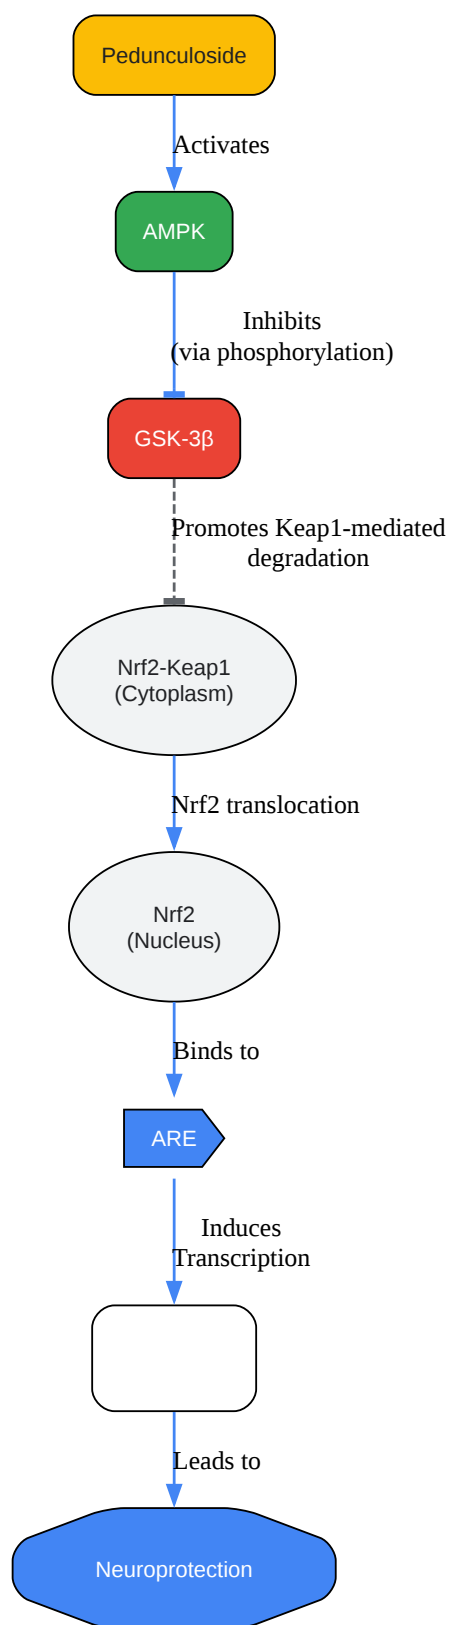 Pedunculoside
Activates
AMPK
Inhibits
(via phosphorylation)
GSK-3β
Promotes Keap1-mediated
degradation
Nrf2-Keap1
(Cytoplasm)
Nrf2 translocation
Nrf2
(Nucleus)
Binds to
ARE
Induces
Transcription
Leads to
Neuroprotection